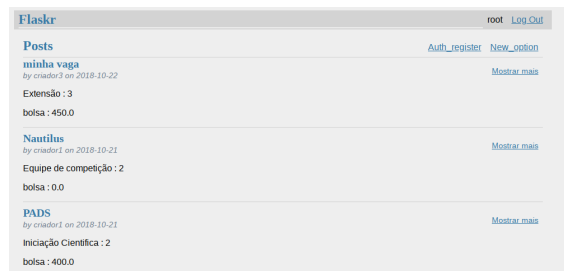 Flaskr root Log Out
Posts Auth_register New_option
minha vaga
by criador3 on 2018-10-22 Mostrar mais
Extensão : 3
bolsa : 450.0
Nautilus
by criador1 on 2018-10-21 Mostrar mais
Equipe de competição : 2
bolsa : 0.0
PADS
by criador1 on 2018-10-21 Mostrar mais
Iniciação Cientifica : 2
bolsa : 400.0